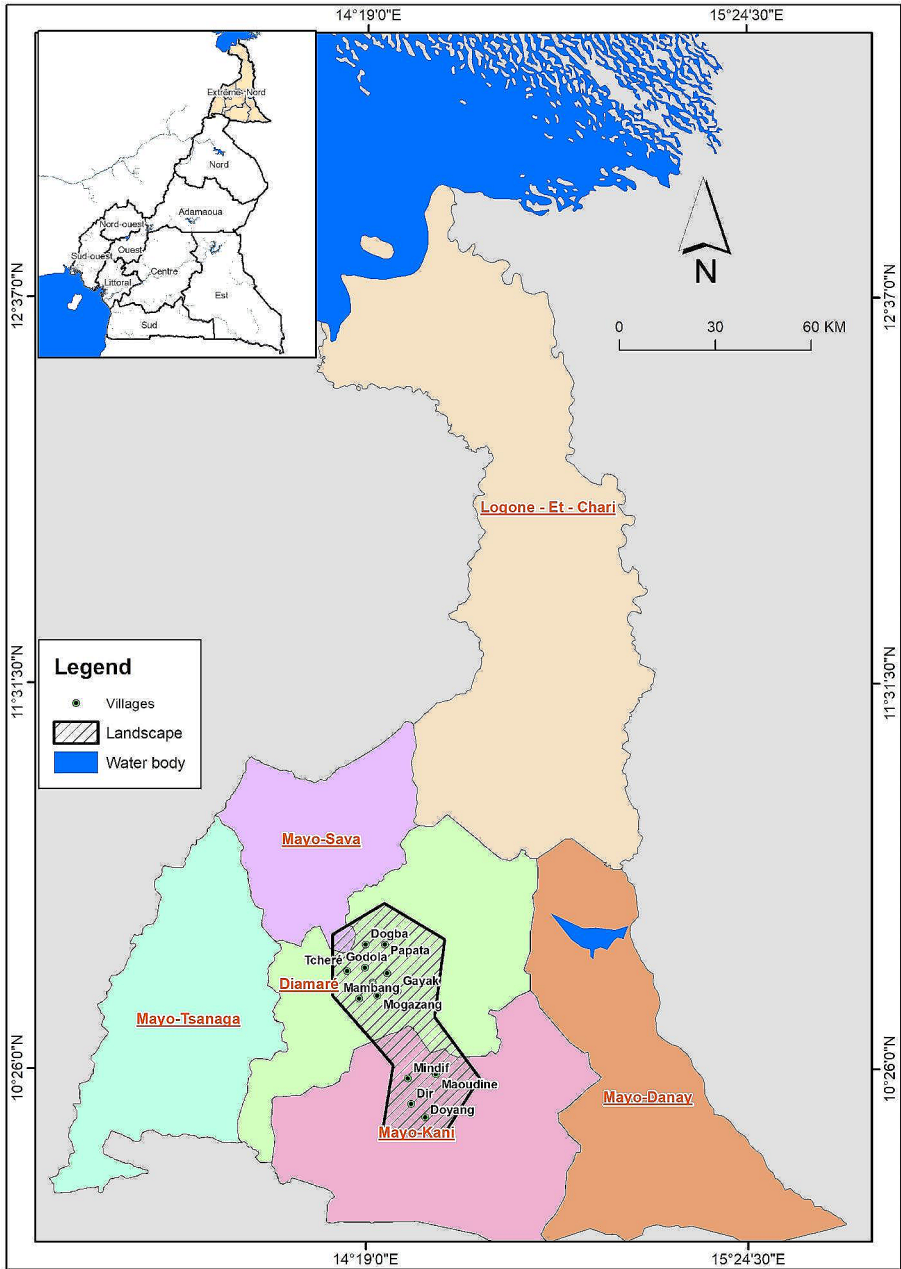 14°19'0"E
15°24'30"E
Extrême-Nord
Nord
Adamaoua
Nord-ouest
Ouest
Sud-ouest
Centre
Littoral
Est
Sud
N
12°37'0"N
12°37'0"N
0 30 60 KM
Logone - Et - Chari
Legend
Villages
Landscape
Water body
11°31'30"N
11°31'30"N
Mayo-Sava
Dogba
Papata
Tcheré
Godola
Gayak
Diamaré
Mambang
Mogazang
Mayo-Tsanaga
10°26'0"N
10°26'0"N
Mindif
Maoudine
Dir
Mayo-Danay
Doyang
Mayo-Kani
14°19'0"E
15°24'30"E